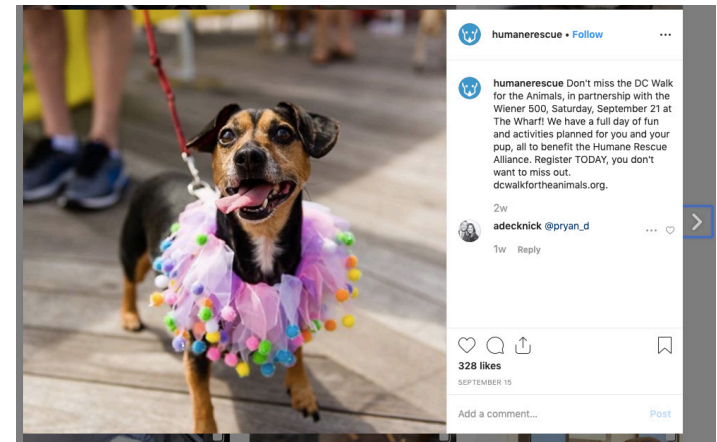 humanerescue • Follow
humanerescue Don't miss the DC Walk
for the Animals, in partnership with the
Wiener 500, Saturday, September 21 at
The Wharf! We have a full day of fun
and activities planned for you and your
pup, all to benefit the Humane Rescue
Alliance. Register TODAY, you don't
want to miss out.
dcwalkfortheanimals.org.
2w
adecknick @pryan_d
1w Reply
328 likes
SEPTEMBER 15
Add a comment... Post